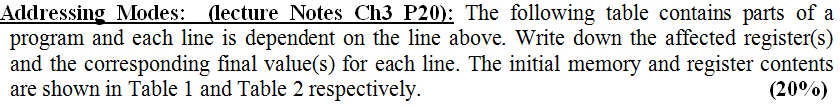 Addressing Modes: (lecture Notes Ch3 P20): The following table contains parts of a
program and each line is dependent on the line above. Write down the affected register(s)
and the corresponding final value(s) for each line. The initial memory and register contents
are shown in Table 1 and Table 2 respectively. (20%)